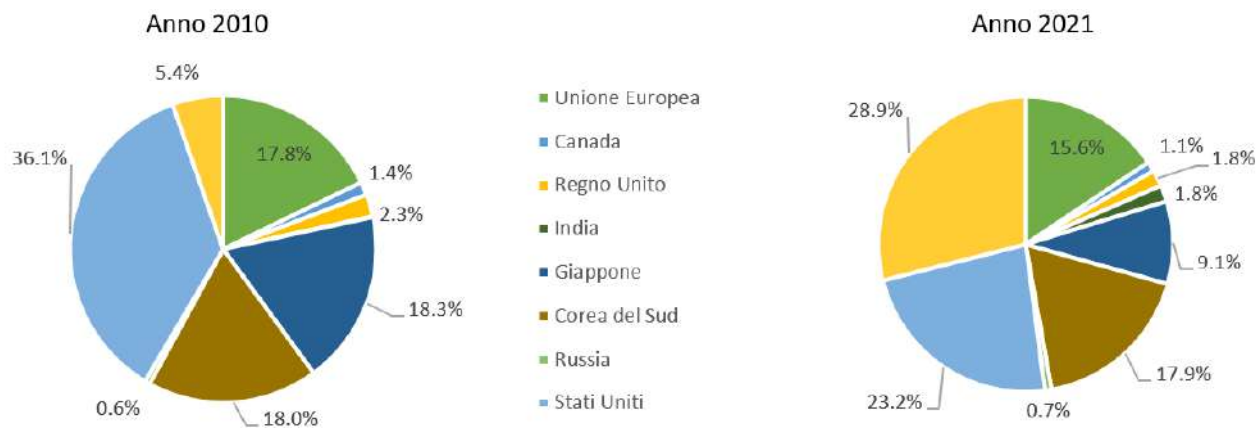 Anno 2010
5.4%
36.1%
17.8%
1.4%
2.3%
18.3%
0.6%
18.0%
Unione Europea
Canada
Regno Unito
India
Giappone
Corea del Sud
Russia
Stati Uniti
Anno 2021
28.9%
15.6%
1.1%
1.8%
1.8%
9.1%
17.9%
23.2%
0.7%